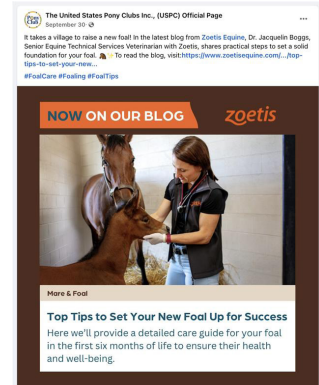 The United States Pony Clubs Inc., (USPC) Official Page
September 30 ·
It takes a village to raise a new foal! In the latest blog from Zoetis Equine, Dr. Jacquelin Boggs,
Senior Equine Technical Services Veterinarian with Zoetis, shares practical steps to set a solid
foundation for your foal. 🐴✨To read the blog, visit:https://www.zoetisequine.com/.../top-
tips-to-set-your-new...
#FoalCare #Foaling #FoalTips
NOW ON OUR BLOG
zoetis
Mare & Foal
Top Tips to Set Your New Foal Up for Success
Here we'll provide a detailed care guide for your foal
in the first six months of life to ensure their health
and well-being.